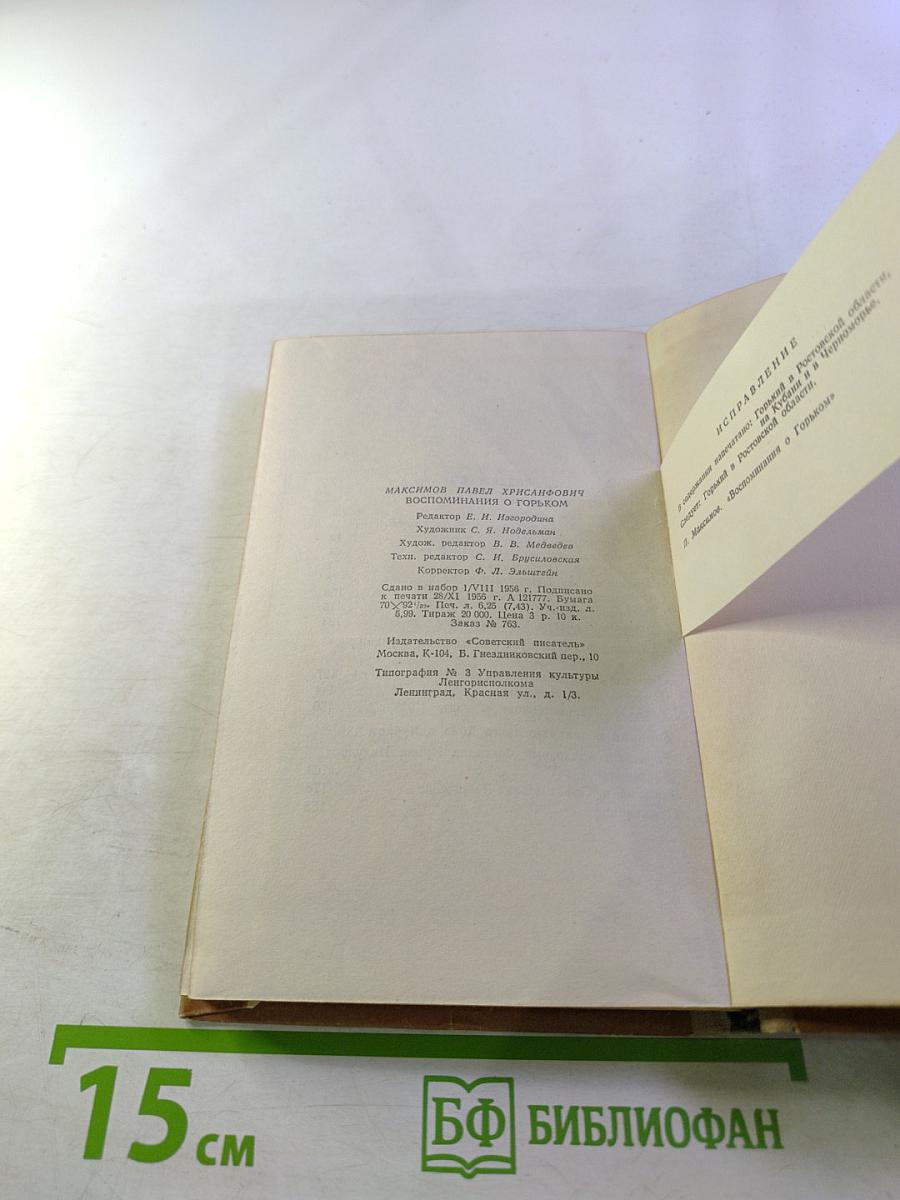 МАКСИМОВ ПАВЕЛ ХРИСАНФОВИЧ
ВОСПОМИНАНИЯ О ГОРЬКОМ
Редактор Е. И. Изгородина
Художник С. Я. Нодельман
Худож. редактор В. В. Медведев
Техн. редактор С. И. Брусиловская
Корректор Ф. Л. Эльштейн
Сдано в набор 1/VIII 1956 г. Подписано
к печати 28/XI 1956 г. А 121777. Бумага
70×92 1/32. Печ. л. 6,25 (7,43). Уч.-изд. л.
5,99. Тираж 20 000. Цена 3 р. 10 к.
Заказ № 763.
Издательство «Советский писатель»
Москва, К-104, Б. Гнездниковский пер., 10
Типография № 3 Управления культуры
Ленгорисполкома
Ленинград, Красная ул., д. 1/3.
ИСПРАВЛЕНИЕ
В содержании напечатано: Горький в Ростовской области,
на Кубани и в Черноморье.
Следует: Горький в Ростовской области.
П. Максимов. «Воспоминания о Горьком»
15 см
БФ БИБЛИОФАН